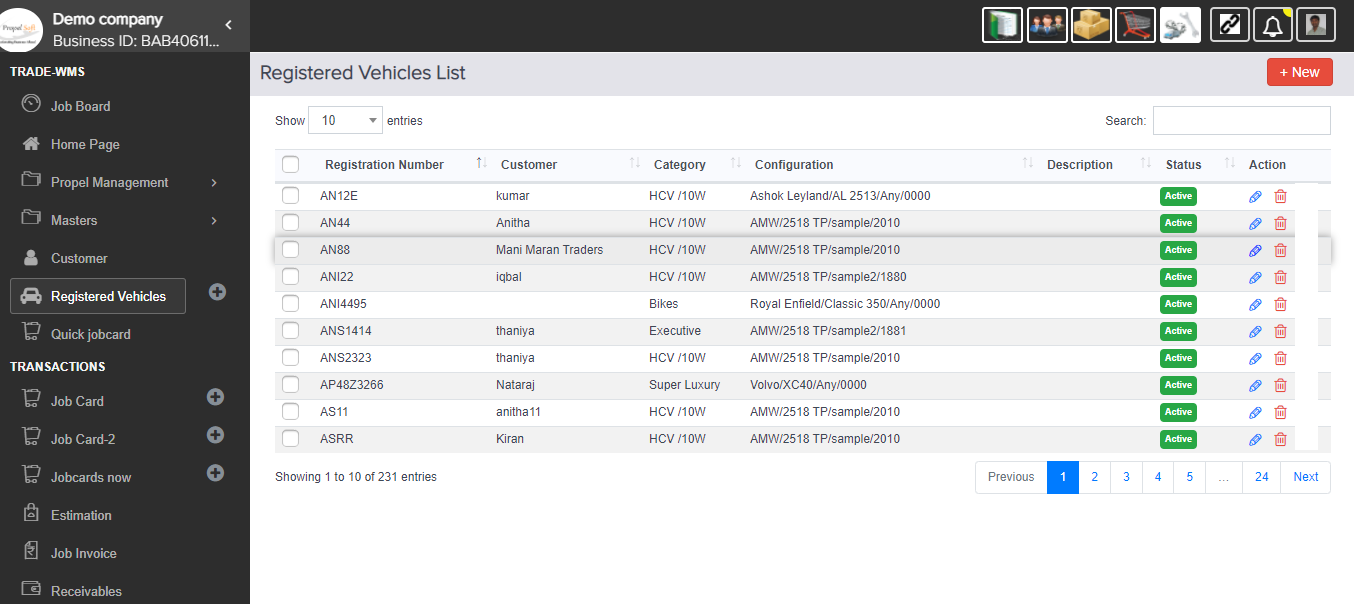 Demo company
Business ID: BAB40611...
TRADE-WMS
Job Board
Home Page
Propel Management
Masters
Customer
Registered Vehicles
Quick jobcard
TRANSACTIONS
Job Card
Job Card-2
Jobcards now
Estimation
Job Invoice
Receivables
Registered Vehicles List
+ New
Show 10 entries
Search:
Registration Number Customer Category Configuration Description Status Action
AN12E kumar HCV /10W Ashok Leyland/AL 2513/Any/0000 Active
AN44 Anitha HCV /10W AMW/2518 TP/sample/2010 Active
AN88 Mani Maran Traders HCV /10W AMW/2518 TP/sample/2010 Active
ANI22 iqbal HCV /10W AMW/2518 TP/sample2/1880 Active
ANI4495 Bikes Royal Enfield/Classic 350/Any/0000 Active
ANS1414 thaniya Executive AMW/2518 TP/sample2/1881 Active
ANS2323 thaniya HCV /10W AMW/2518 TP/sample/2010 Active
AP48Z3266 Nataraj Super Luxury Volvo/XC40/Any/0000 Active
AS11 anitha11 HCV /10W AMW/2518 TP/sample/2010 Active
ASRR Kiran HCV /10W AMW/2518 TP/sample/2010 Active
Showing 1 to 10 of 231 entries
Previous 1 2 3 4 5 ... 24 Next